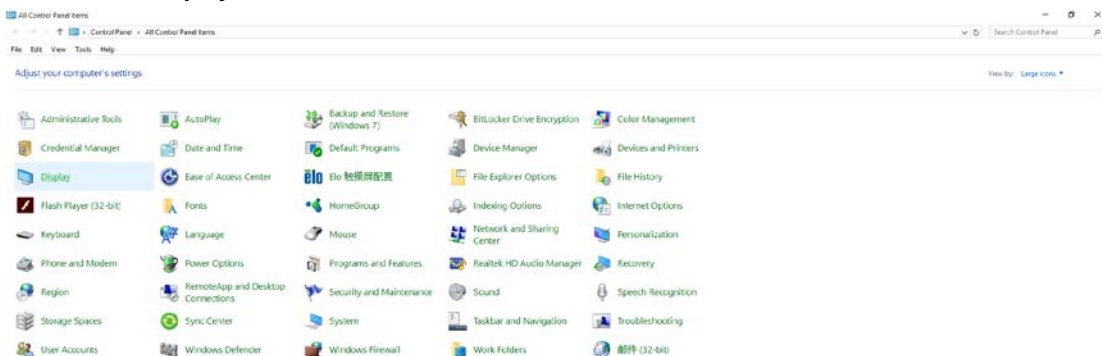 All Control Panel Items
Control Panel › All Control Panel Items
Search Control Panel
File Edit View Tools Help
Adjust your computer's settings
View by: Large icons
Administrative Tools
AutoPlay
Backup and Restore
(Windows 7)
BitLocker Drive Encryption
Color Management
Credential Manager
Date and Time
Default Programs
Device Manager
Devices and Printers
Display
Ease of Access Center
elo
Elo 触摸屏配置
File Explorer Options
File History
Flash Player (32-bit)
Fonts
HomeGroup
Indexing Options
Internet Options
Keyboard
Language
Mouse
Network and Sharing
Center
Personalization
Phone and Modem
Power Options
Programs and Features
Realtek HD Audio Manager
Recovery
Region
RemoteApp and Desktop
Connections
Security and Maintenance
Sound
Speech Recognition
Storage Spaces
Sync Center
System
Taskbar and Navigation
Troubleshooting
User Accounts
Windows Defender
Windows Firewall
Work Folders
邮件 (32-bit)